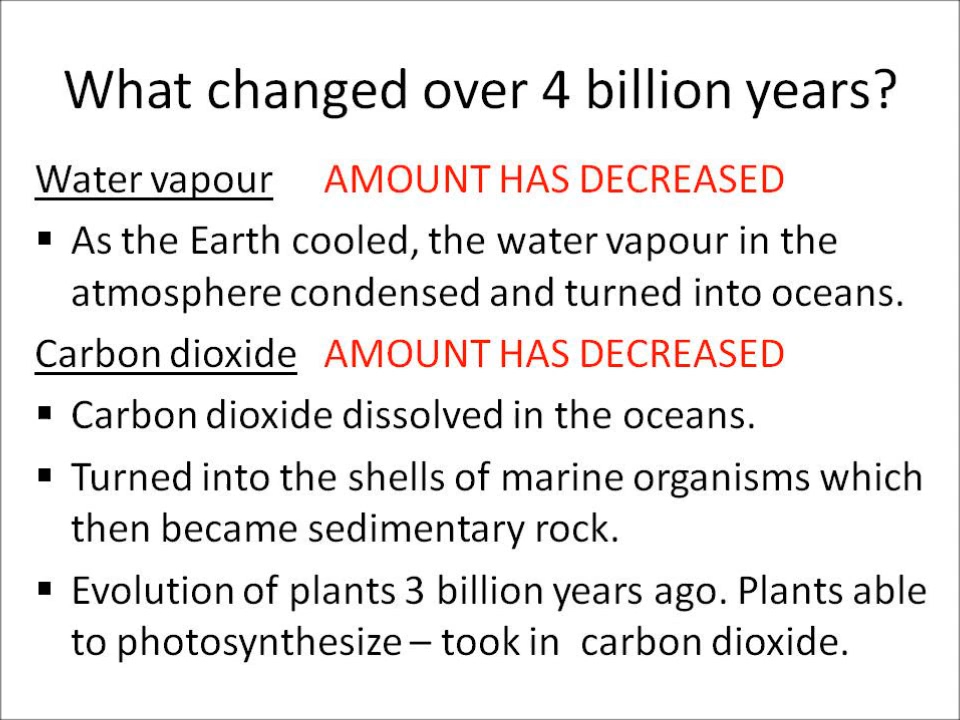 What changed over 4 billion years?
Water vapour AMOUNT HAS DECREASED
▪ As the Earth cooled, the water vapour in the
atmosphere condensed and turned into oceans.
Carbon dioxide AMOUNT HAS DECREASED
▪ Carbon dioxide dissolved in the oceans.
▪ Turned into the shells of marine organisms which
then became sedimentary rock.
▪ Evolution of plants 3 billion years ago. Plants able
to photosynthesize – took in carbon dioxide.